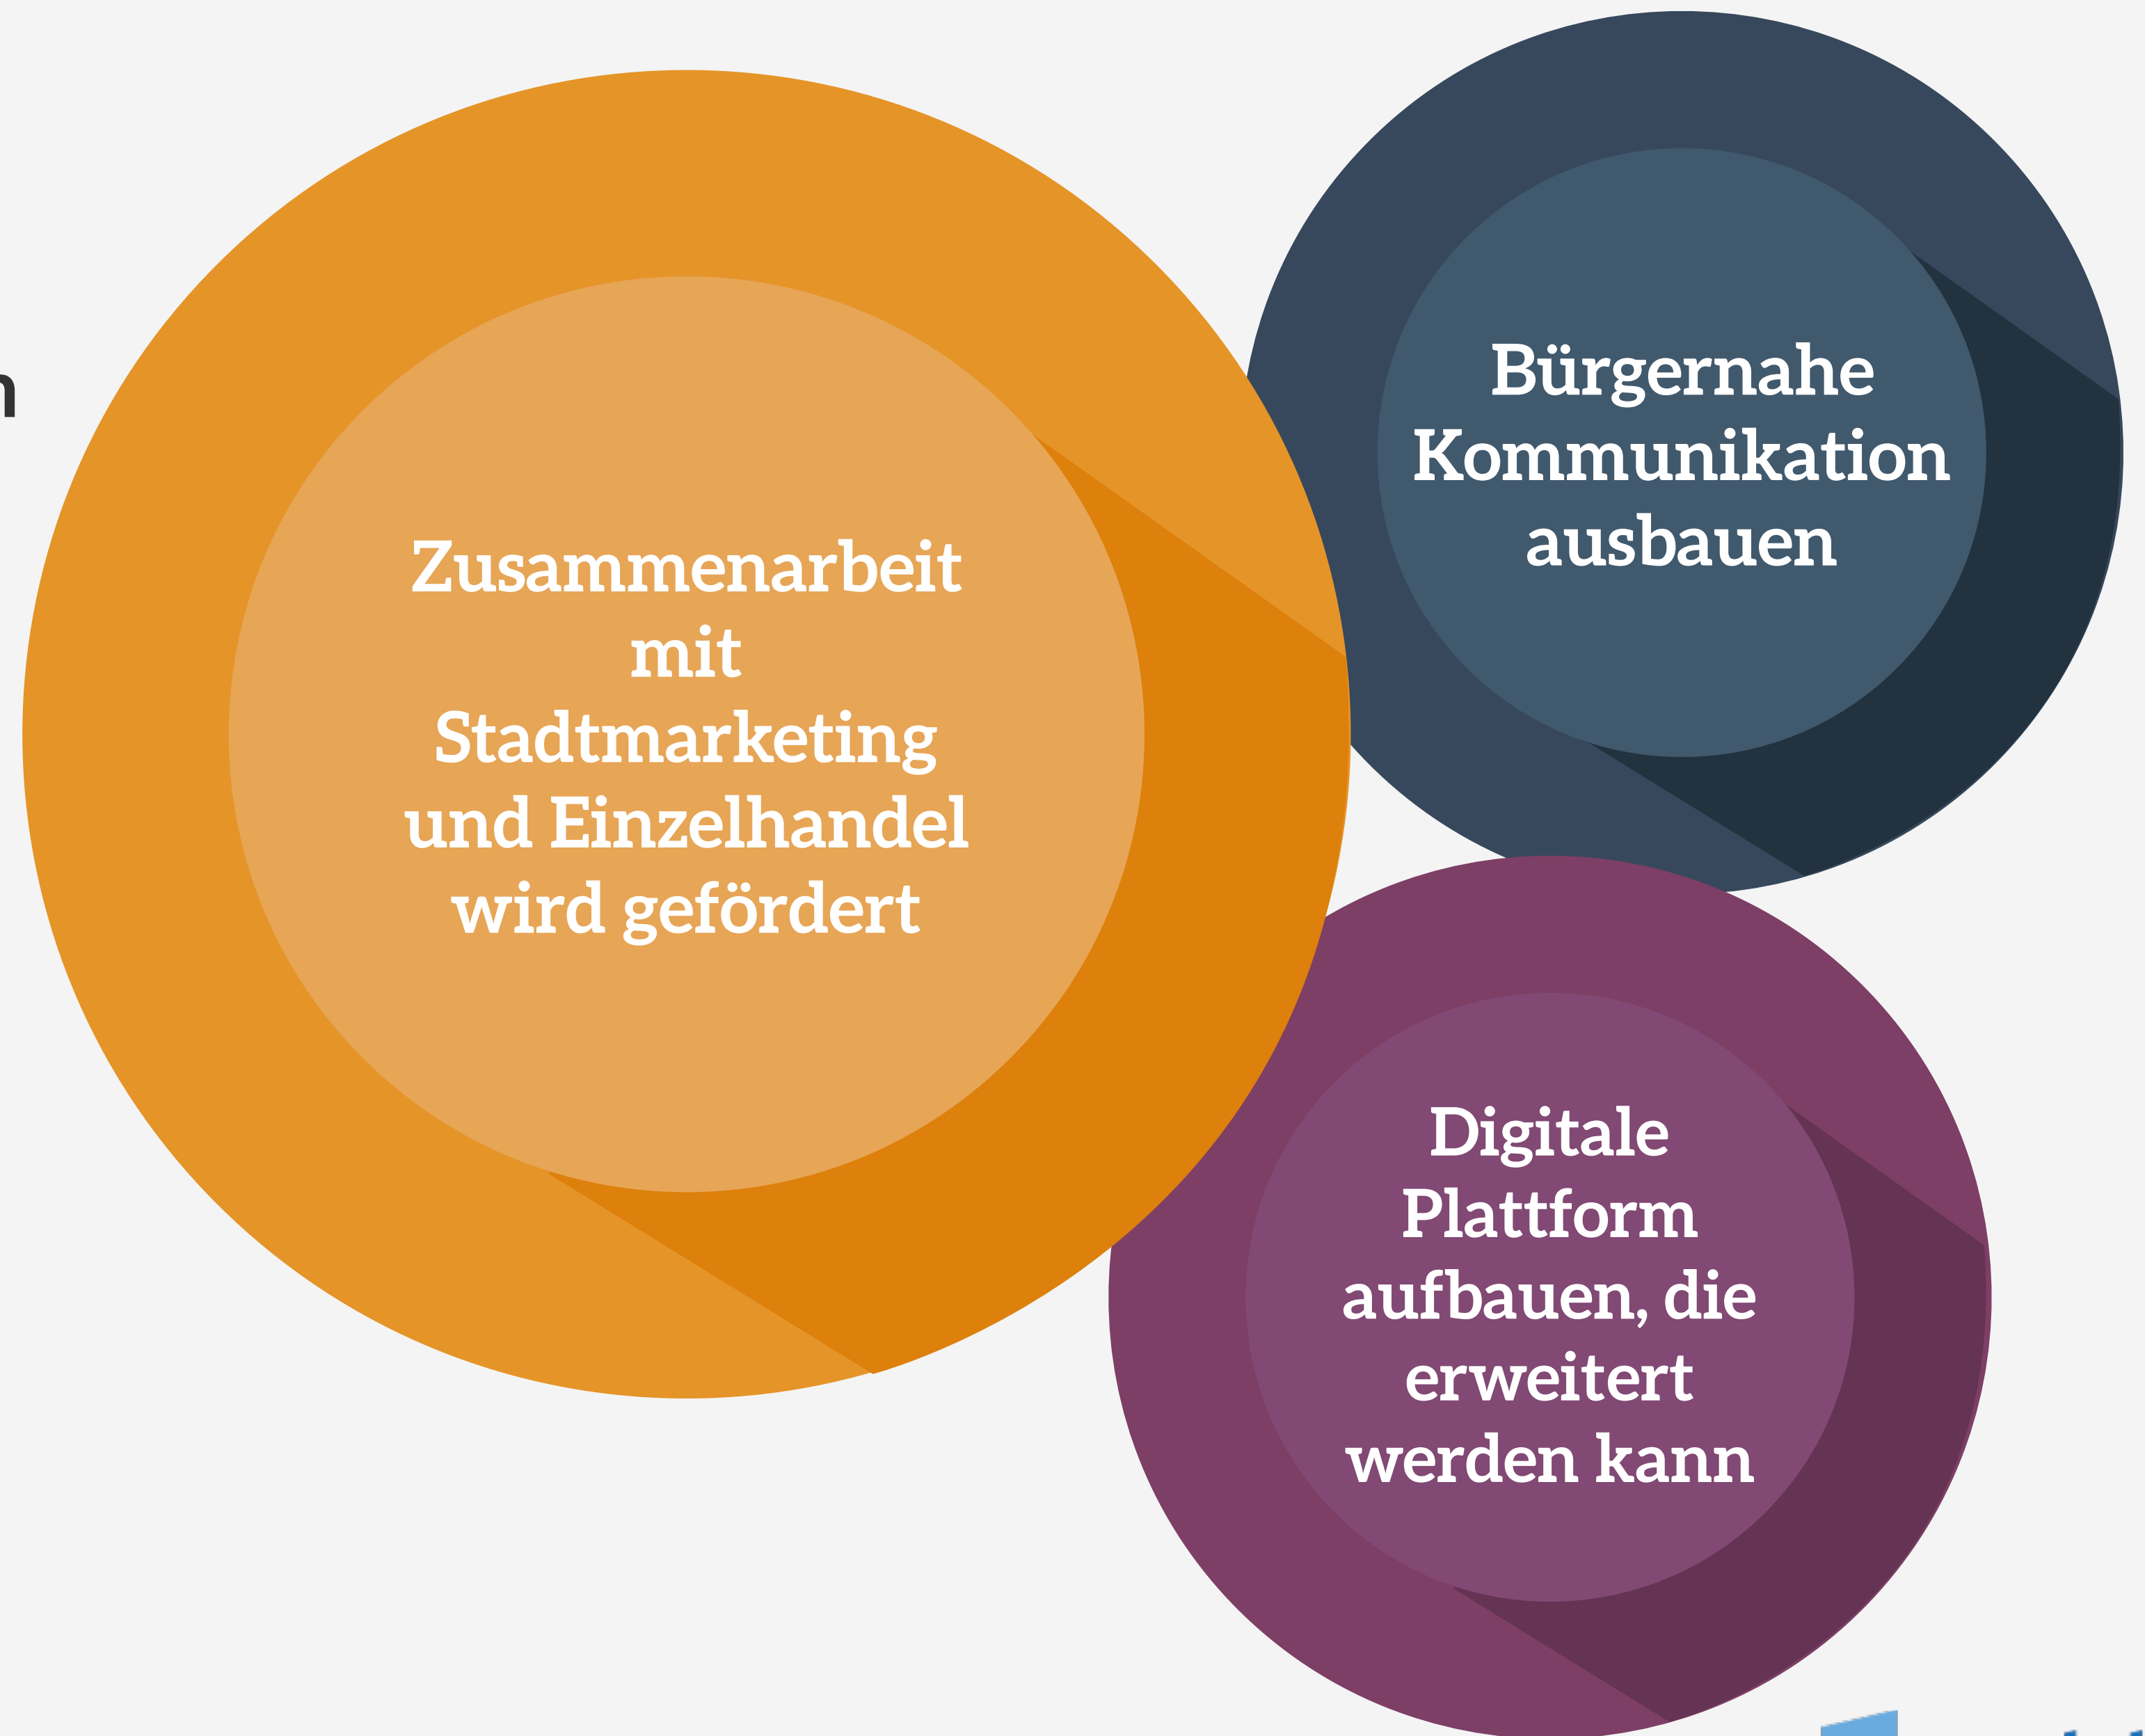 Zusammenarbeit
mit
Stadtmarketing
und Einzelhandel
wird gefördert
Bürgernahe
Kommunikation
ausbauen
Digitale
Plattform
aufbauen, die
erweitert
werden kann